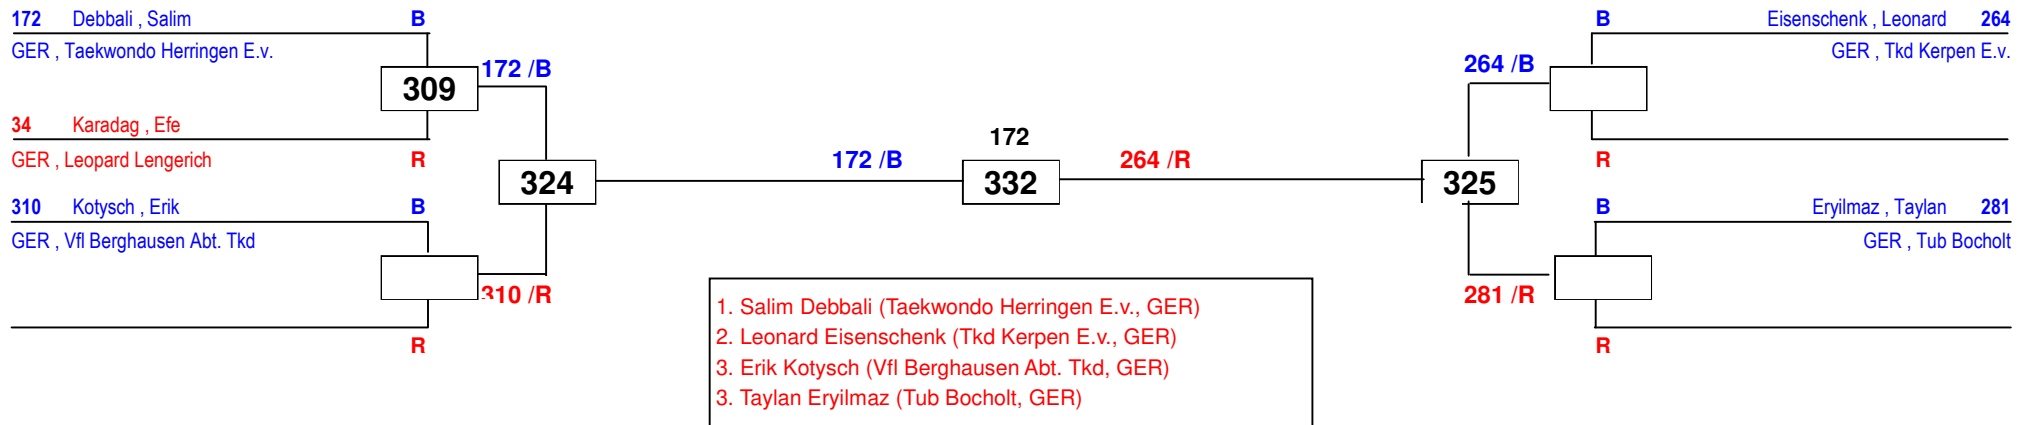 172 Debbali , Salim B
GER , Taekwondo Herringen E.v.
309
172 /B
34 Karadag , Efe
GER , Leopard Lengerich R
324
310 Kotysch , Erik B
GER , Vfl Berghausen Abt. Tkd
310 /R
R
172 /B
172
332
264 /R
B Eisenschenk , Leonard 264
GER , Tkd Kerpen E.v.
264 /B
R
325
B Eryilmaz , Taylan 281
GER , Tub Bocholt
281 /R
R
1. Salim Debbali (Taekwondo Herringen E.v., GER)
2. Leonard Eisenschenk (Tkd Kerpen E.v., GER)
3. Erik Kotysch (Vfl Berghausen Abt. Tkd, GER)
3. Taylan Eryilmaz (Tub Bocholt, GER)